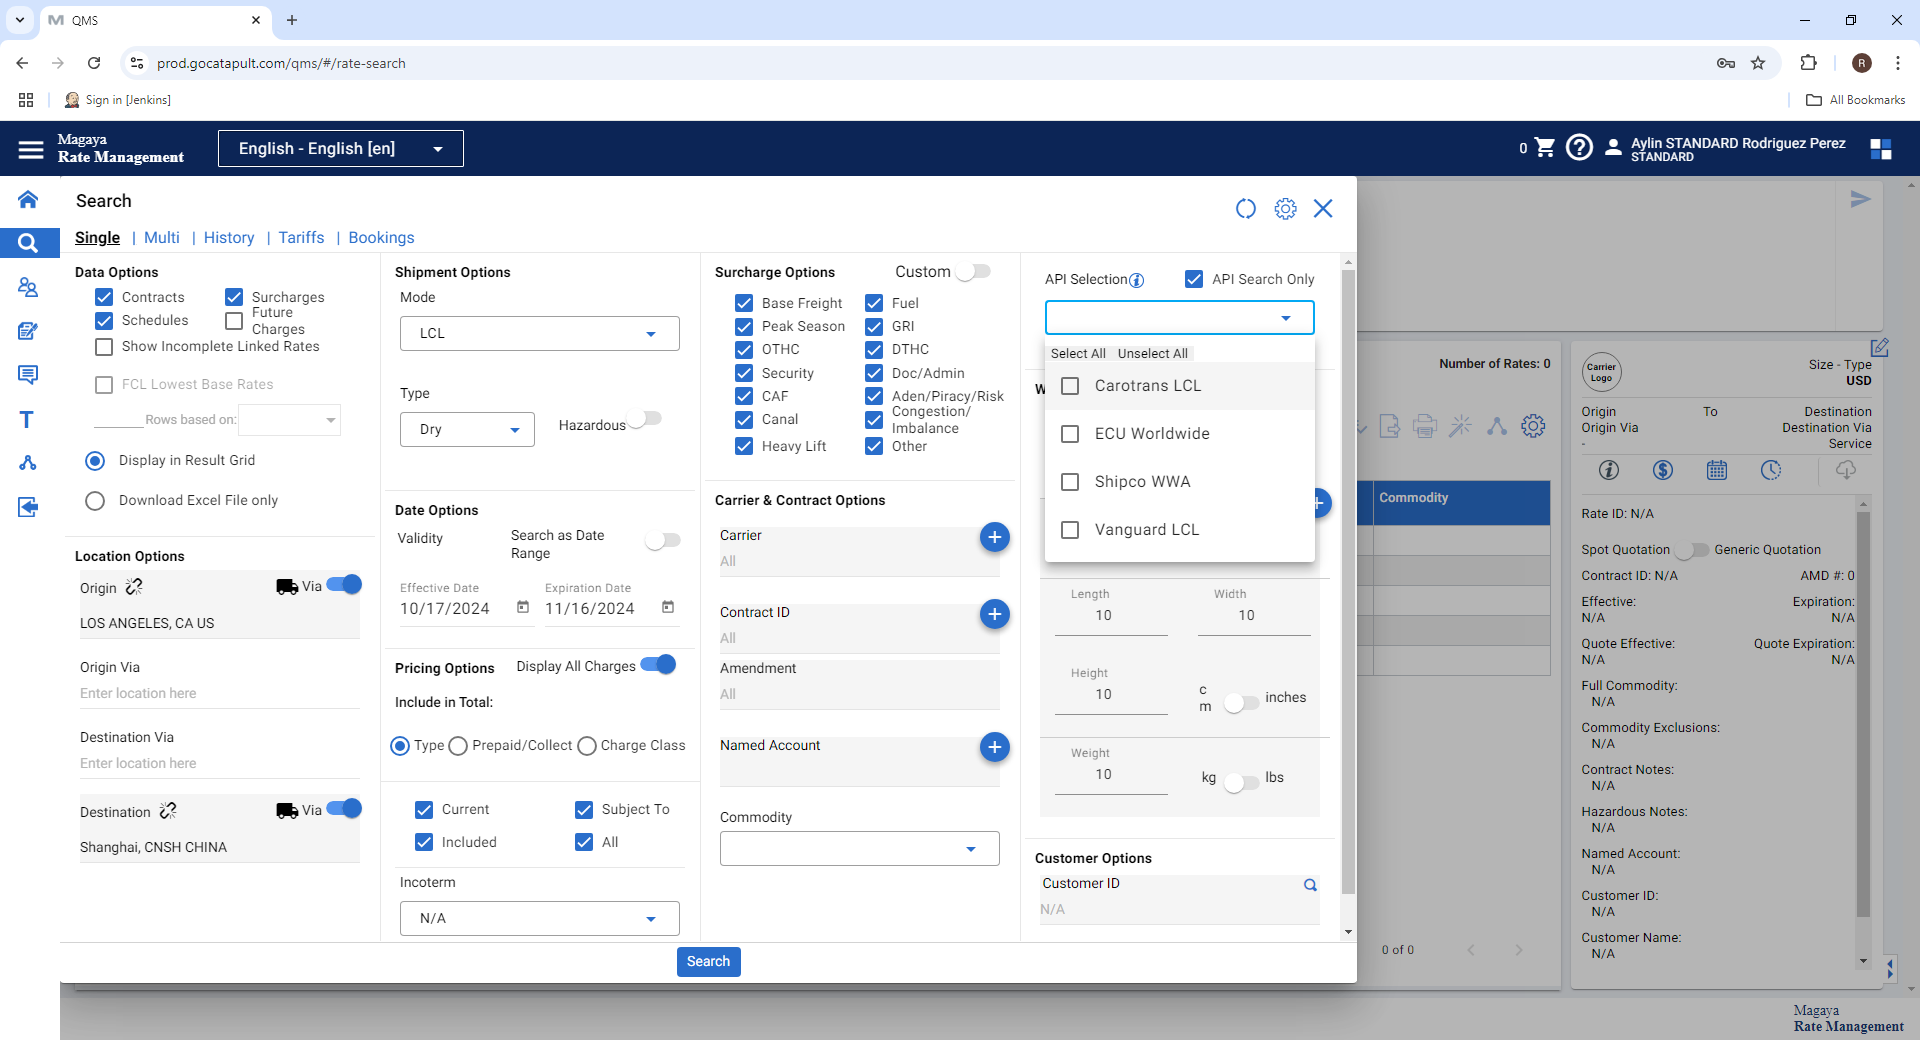 QMS
prod.gocatapult.com/qms/#/rate-search
R
Sign in [Jenkins]
All Bookmarks
Magaya
Rate Management
English - English [en]
0
Aylin STANDARD Rodriguez Perez
STANDARD
Search
Single | Multi | History | Tariffs | Bookings
Data Options
Contracts
Surcharges
Schedules
Future
Charges
Show Incomplete Linked Rates
FCL Lowest Base Rates
Rows based on:
Display in Result Grid
Download Excel File only
Location Options
Origin
Via
LOS ANGELES, CA US
Origin Via
Enter location here
Destination Via
Enter location here
Destination
Via
Shanghai, CNSH CHINA
Shipment Options
Mode
LCL
Type
Dry
Hazardous
Date Options
Validity
Search as Date
Range
Effective Date
10/17/2024
Expiration Date
11/16/2024
Pricing Options
Display All Charges
Include in Total:
Type
Prepaid/Collect
Charge Class
Current
Subject To
Included
All
Incoterm
N/A
Surcharge Options
Custom
Base Freight
Fuel
Peak Season
GRI
OTHC
DTHC
Security
Doc/Admin
CAF
Aden/Piracy/Risk
Canal
Congestion/
Imbalance
Heavy Lift
Other
Carrier & Contract Options
Carrier
All
Contract ID
All
Amendment
All
Named Account
Commodity
API Selection
API Search Only
Select All
Unselect All
Carotrans LCL
ECU Worldwide
Shipco WWA
Vanguard LCL
Length
10
Width
10
Height
10
c
m
inches
Weight
10
kg
lbs
Customer Options
Customer ID
N/A
Search
Number of Rates: 0
Commodity
0 of 0
Carrier
Logo
Size - Type
USD
Origin
To
Destination
Origin Via
Destination Via
-
Service
Rate ID: N/A
Spot Quotation
Generic Quotation
Contract ID: N/A
AMD #: 0
Effective:
Expiration:
N/A
N/A
Quote Effective:
Quote Expiration:
N/A
N/A
Full Commodity:
N/A
Commodity Exclusions:
N/A
Contract Notes:
N/A
Hazardous Notes:
N/A
Named Account:
N/A
Customer ID:
N/A
Customer Name:
N/A
Magaya
Rate Management